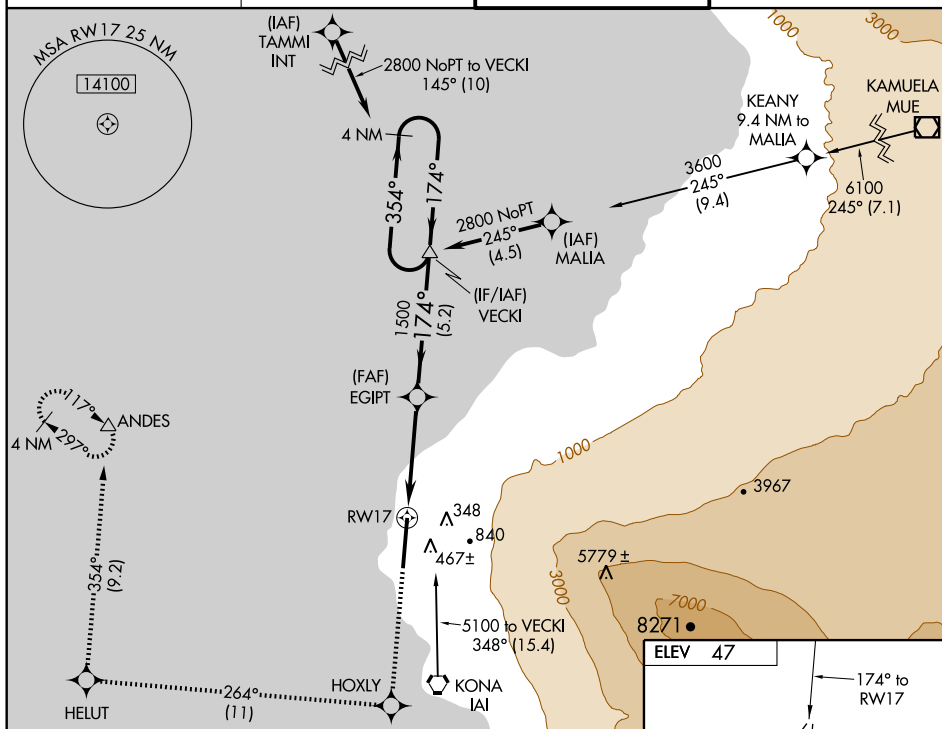 MSA RW17 25 NM
14100
(IAF)
TAMMI
INT
2800 NoPT to VECKI
145° (10)
4 NM
354°
174°
1000
3000
KAMUELA
MUE
KEANY
9.4 NM to
MALIA
3600
245°
(9.4)
6100
245° (7.1)
2800 NoPT
245°
(4.5)
(IAF)
MALIA
(IF/IAF)
VECKI
1500
174°
(5.2)
(FAF)
EGIPT
117°
297°
4 NM
ANDES
1000
3967
RW17
348
840
467±
5779±
3000
7000
8271
354°
(9.2)
5100 to VECKI
348° (15.4)
HELUT
264°
(11)
HOXLY
KONA
IAI
ELEV 47
174° to
RW17